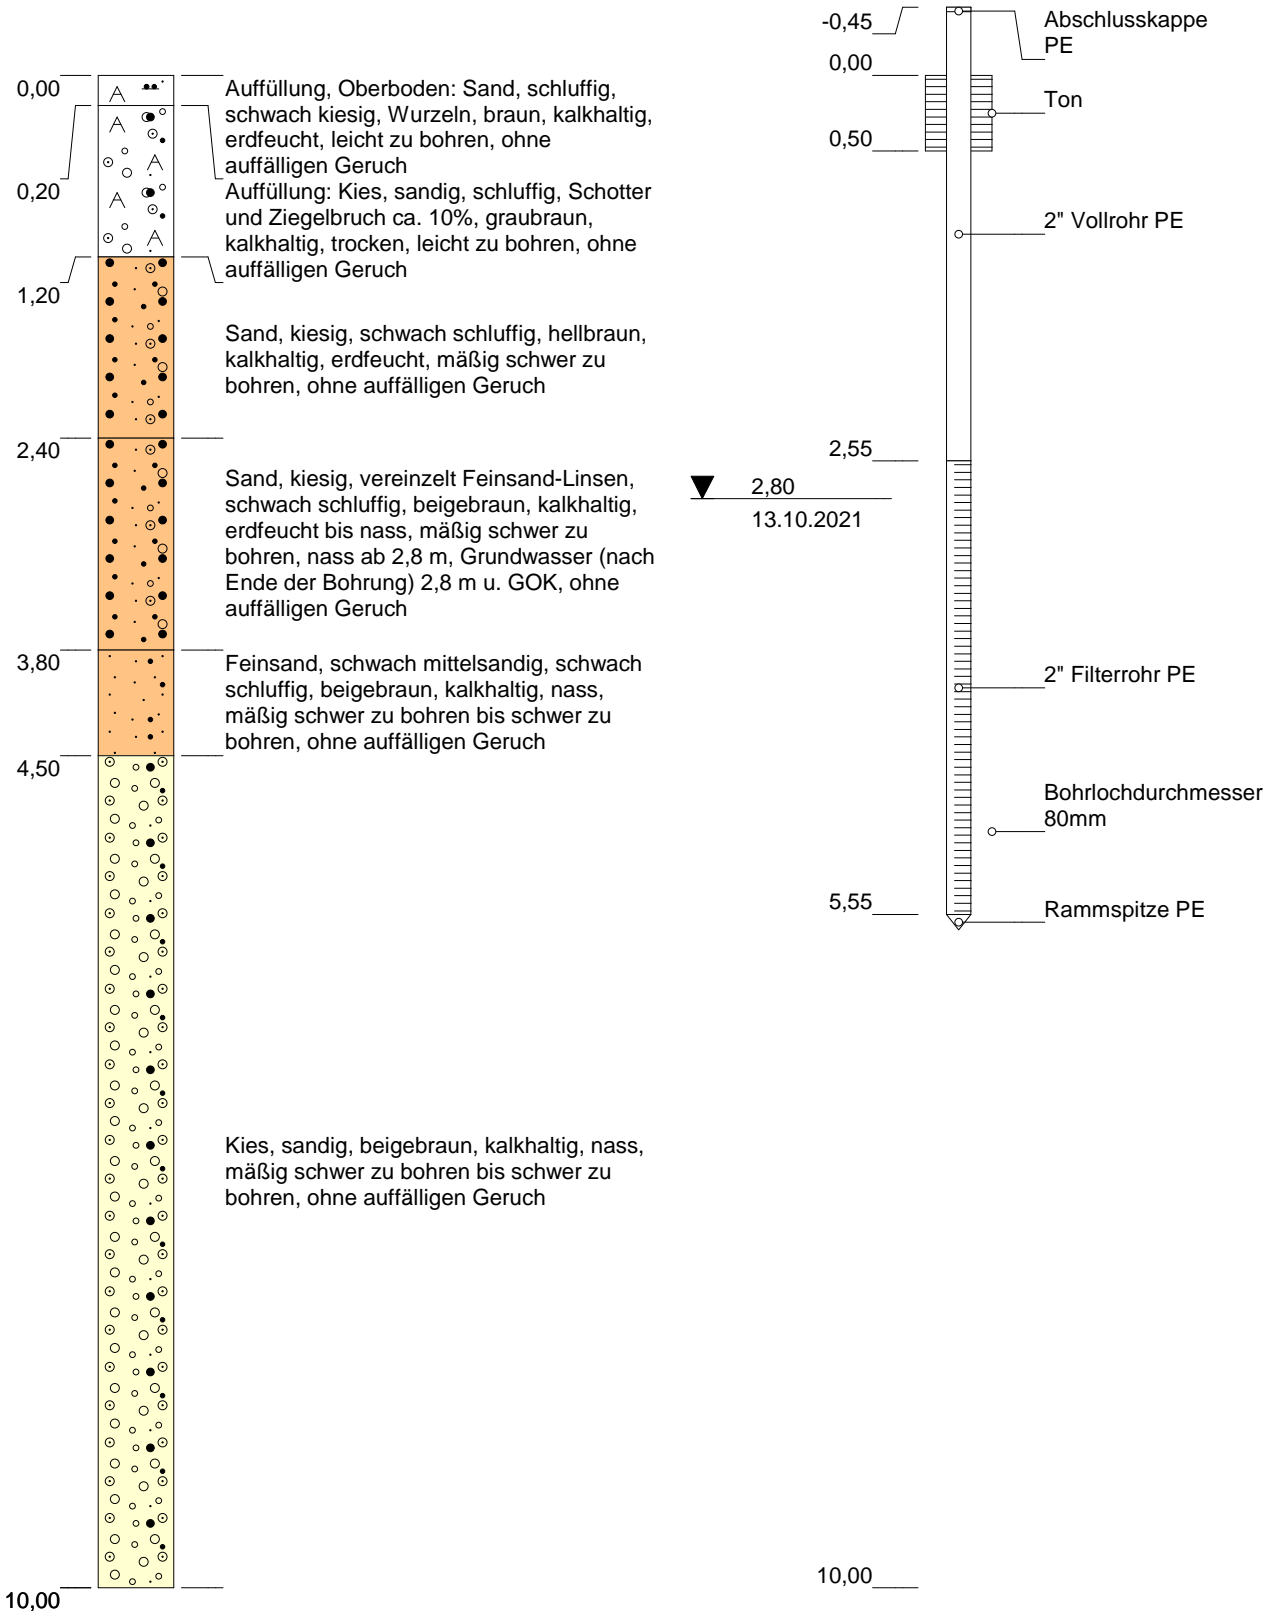 0,00
Auffüllung, Oberboden: Sand, schluffig,
schwach kiesig, Wurzeln, braun, kalkhaltig,
erdfeucht, leicht zu bohren, ohne
auffälligen Geruch
0,20
Auffüllung: Kies, sandig, schluffig, Schotter
und Ziegelbruch ca. 10%, graubraun,
kalkhaltig, trocken, leicht zu bohren, ohne
auffälligen Geruch
1,20
Sand, kiesig, schwach schluffig, hellbraun,
kalkhaltig, erdfeucht, mäßig schwer zu
bohren, ohne auffälligen Geruch
2,40
Sand, kiesig, vereinzelt Feinsand-Linsen,
schwach schluffig, beigebraun, kalkhaltig,
erdfeucht bis nass, mäßig schwer zu
bohren, nass ab 2,8 m, Grundwasser (nach
Ende der Bohrung) 2,8 m u. GOK, ohne
auffälligen Geruch
3,80
Feinsand, schwach mittelsandig, schwach
schluffig, beigebraun, kalkhaltig, nass,
mäßig schwer zu bohren bis schwer zu
bohren, ohne auffälligen Geruch
4,50
Kies, sandig, beigebraun, kalkhaltig, nass,
mäßig schwer zu bohren bis schwer zu
bohren, ohne auffälligen Geruch
10,00
-0,45
Abschlusskappe
PE
0,00
Ton
0,50
2" Vollrohr PE
2,55
2,80
13.10.2021
2" Filterrohr PE
Bohrlochdurchmesser
80mm
5,55
Rammspitze PE
10,00